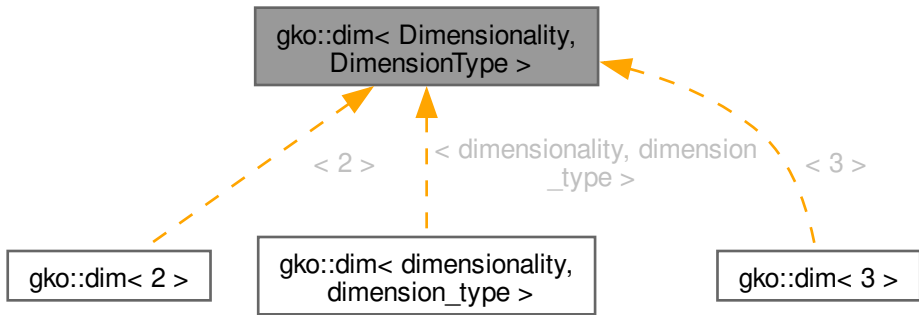 gko::dim< Dimensionality,
DimensionType >
< 2 >
< dimensionality, dimension
_type >
< 3 >
gko::dim< 2 >
gko::dim< dimensionality,
dimension_type >
gko::dim< 3 >